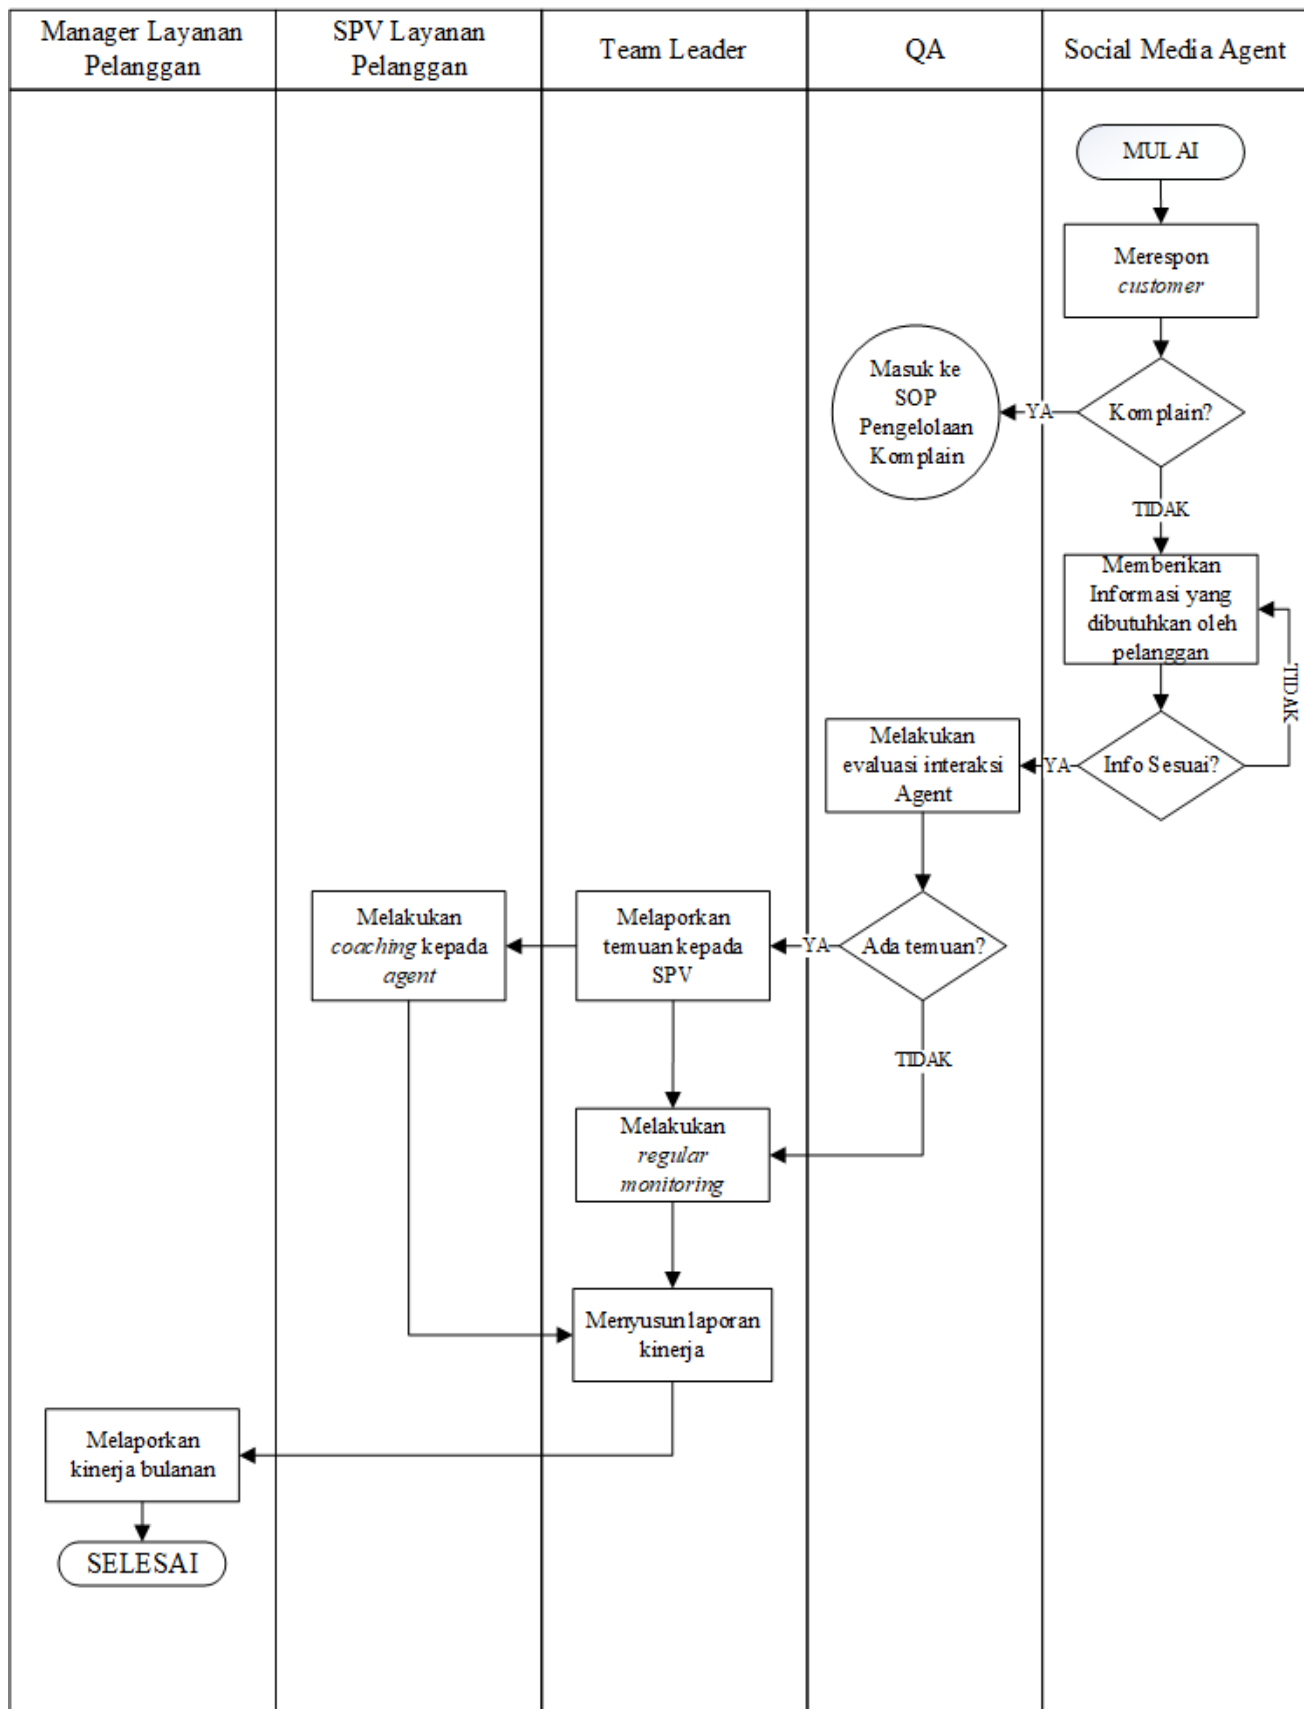 Manager Layanan
Pelanggan
SPV Layanan
Pelanggan
Team Leader
QA
Social Media Agent
MULAI
Merespon
customer
Komplain?
YA
Masuk ke
SOP
Pengelolaan
Komplain
TIDAK
Memberikan
Informasi yang
dibutuhkan oleh
pelanggan
TIDAK
Info Sesuai?
YA
Melakukan
evaluasi interaksi
Agent
Ada temuan?
YA
Melaporkan
temuan kepada
SPV
Melakukan
coaching kepada
agent
TIDAK
Melakukan
regular
monitoring
Menyusun laporan
kinerja
Melaporkan
kinerja bulanan
SELESAI